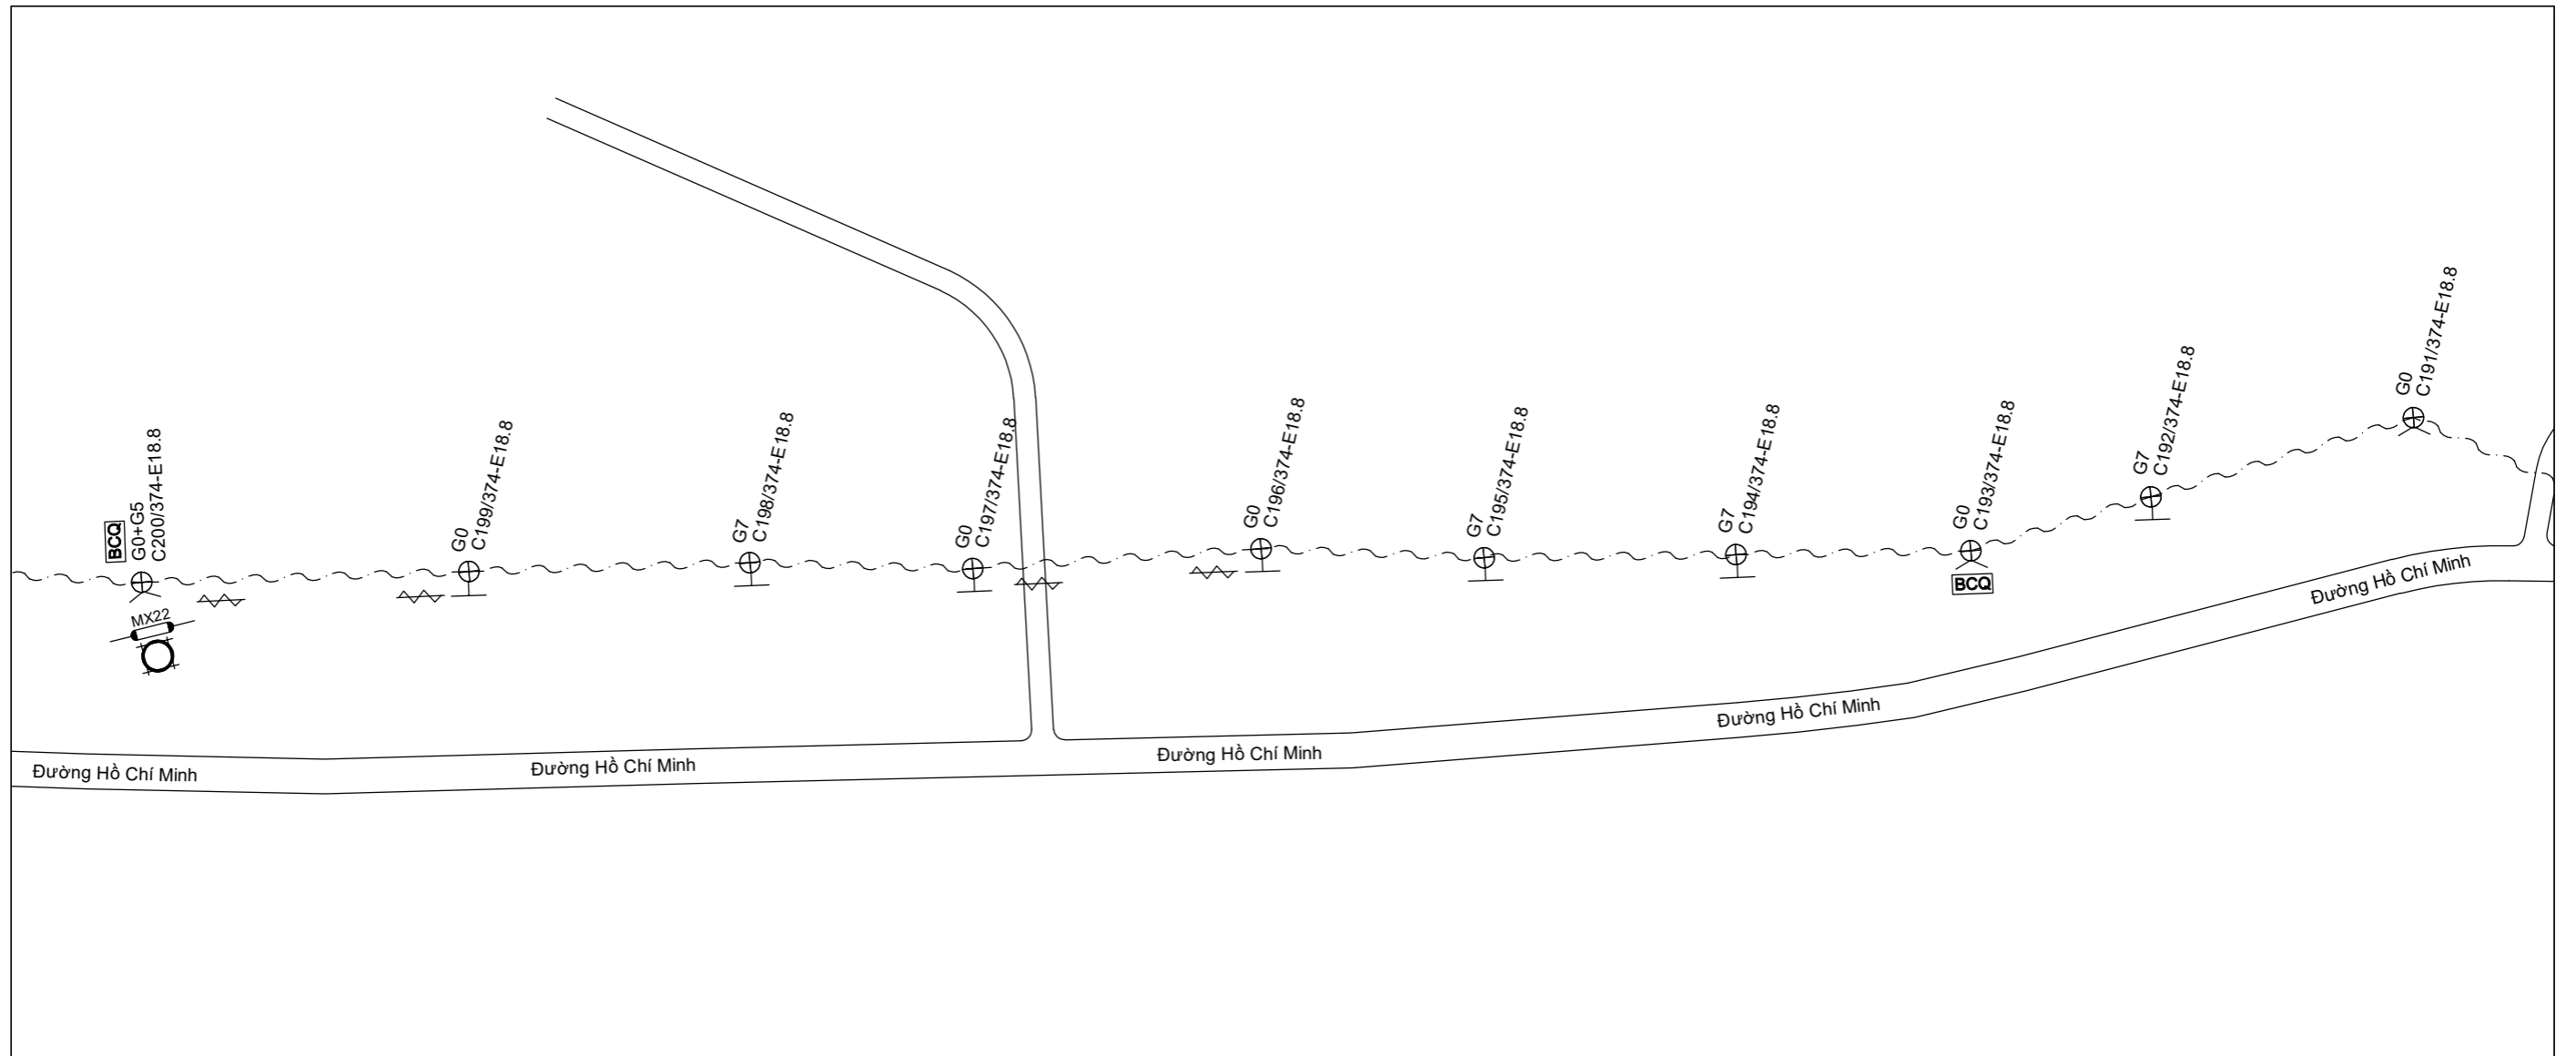 BCQ
G0+G5
C200/374-E18.8
MX22
G0
C199/374-E18.8
G7
C198/374-E18.8
G0
C197/374-E18.8
G0
C196/374-E18.8
G7
C195/374-E18.8
G7
C194/374-E18.8
G0
C193/374-E18.8
BCQ
G7
C192/374-E18.8
G0
C191/374-E18.8
Đường Hồ Chí Minh
Đường Hồ Chí Minh
Đường Hồ Chí Minh
Đường Hồ Chí Minh
Đường Hồ Chí Minh